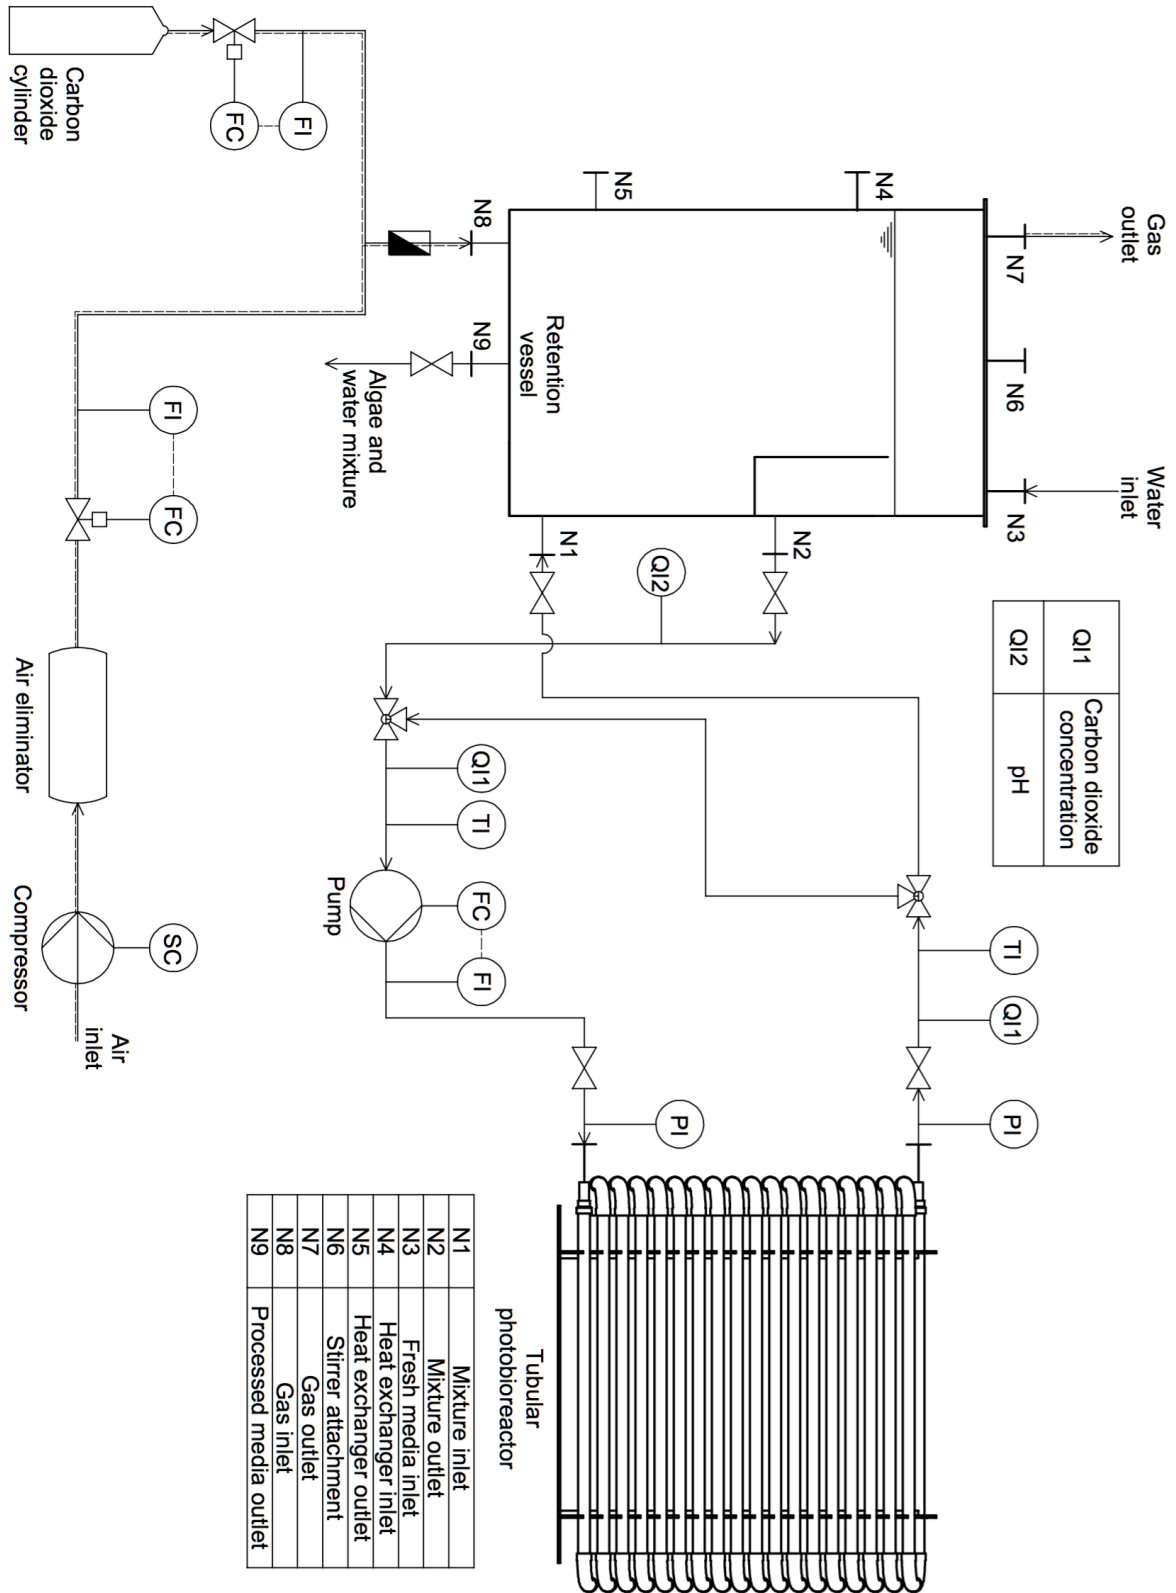 Gas
outlet
Water
inlet
N7
N6
N3
N4
N5
N8
N9
Retention
vessel
N1
N2
Algae and
water mixture
Carbon
dioxide
cylinder
FC
FI
FI
FC
Air eliminator
Compressor
SC
Air
inlet
QI2
QI1
TI
Pump
FC
FI
PI
TI
QI1
PI
QI1 Carbon dioxide
concentration
QI2 pH
Tubular
photobioreactor
N1 Mixture inlet
N2 Mixture outlet
N3 Fresh media inlet
N4 Heat exchanger inlet
N5 Heat exchanger outlet
N6 Stirrer attachment
N7 Gas outlet
N8 Gas inlet
N9 Processed media outlet